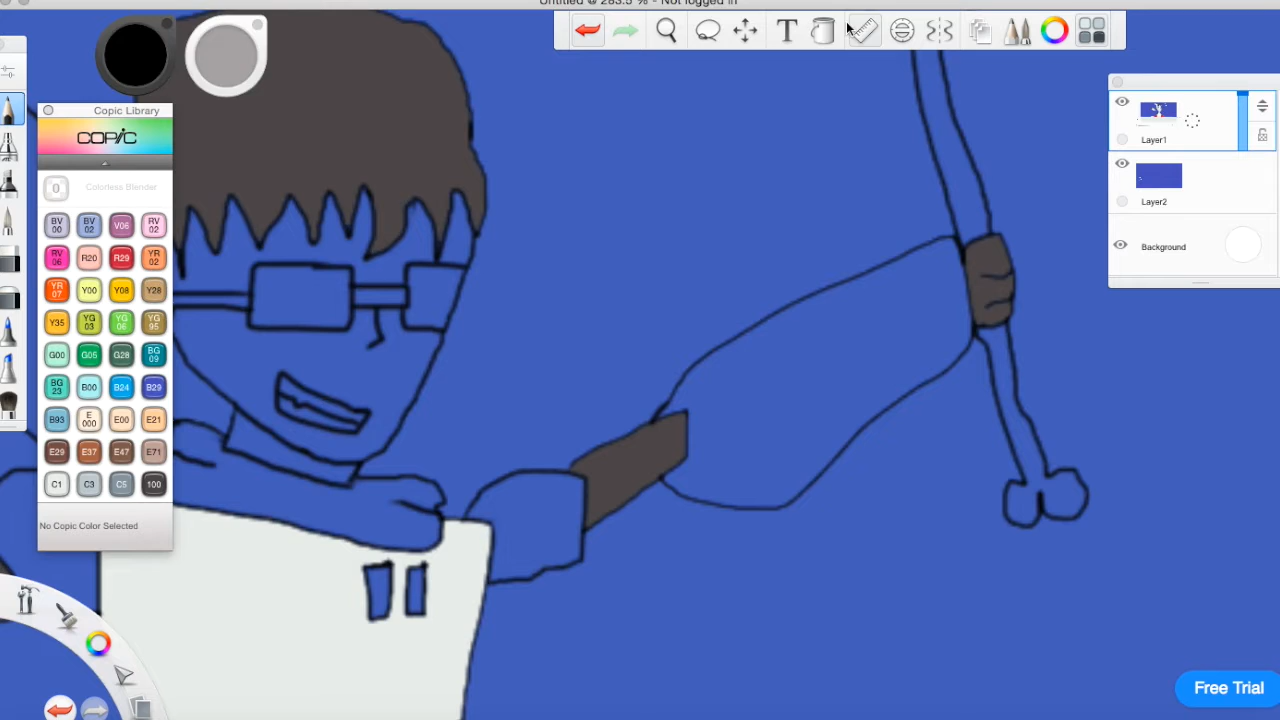 Untitled @ 283.5 % - Not logged in
T
Copic Library
COPIC
0 Colorless Blender
BV 00 BV 02 V06 RV 02
RV 06 R20 R29 YR 02
YR 07 Y00 Y08 Y28
Y35 YG 03 YG 06 YG 95
G00 G05 G28 BG 09
BG 23 B00 B24 B29
B93 E 000 E00 E21
E29 E37 E47 E71
C1 C3 C5 100
No Copic Color Selected
Layer1
Layer2
Background
Free Trial